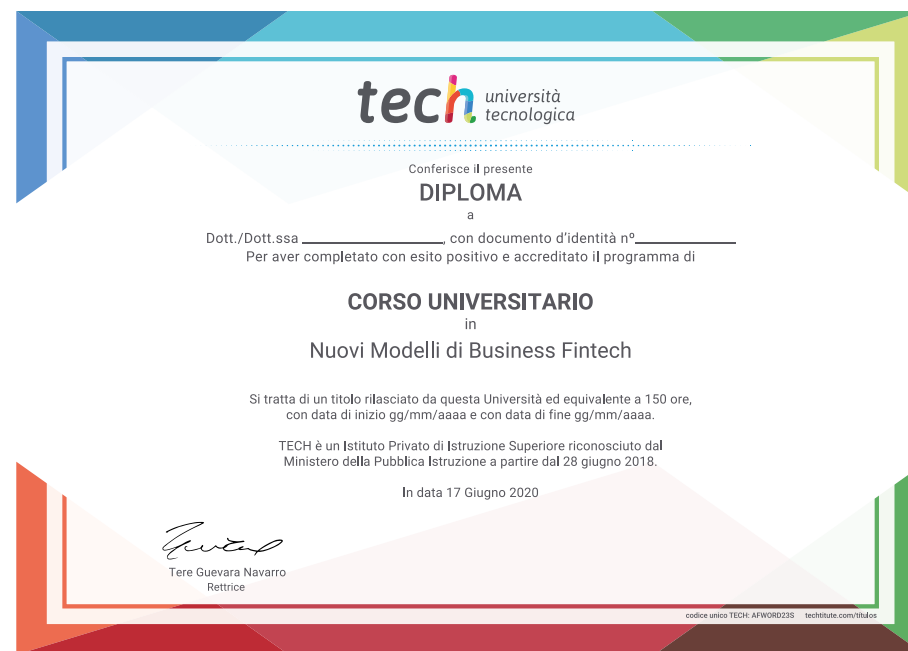 tech università
tecnologica
Conferisce il presente
DIPLOMA
a
Dott./Dott.ssa ________________, con documento d'identità nº____________
Per aver completato con esito positivo e accreditato il programma di
CORSO UNIVERSITARIO
in
Nuovi Modelli di Business Fintech
Si tratta di un titolo rilasciato da questa Università ed equivalente a 150 ore,
con data di inizio gg/mm/aaaa e con data di fine gg/mm/aaaa.
TECH è un Istituto Privato di Istruzione Superiore riconosciuto dal
Ministero della Pubblica Istruzione a partire dal 28 giugno 2018.
In data 17 Giugno 2020
Tere Guevara Navarro
Rettrice
codice unico TECH: AFWORD23S techtitute.com/titulos